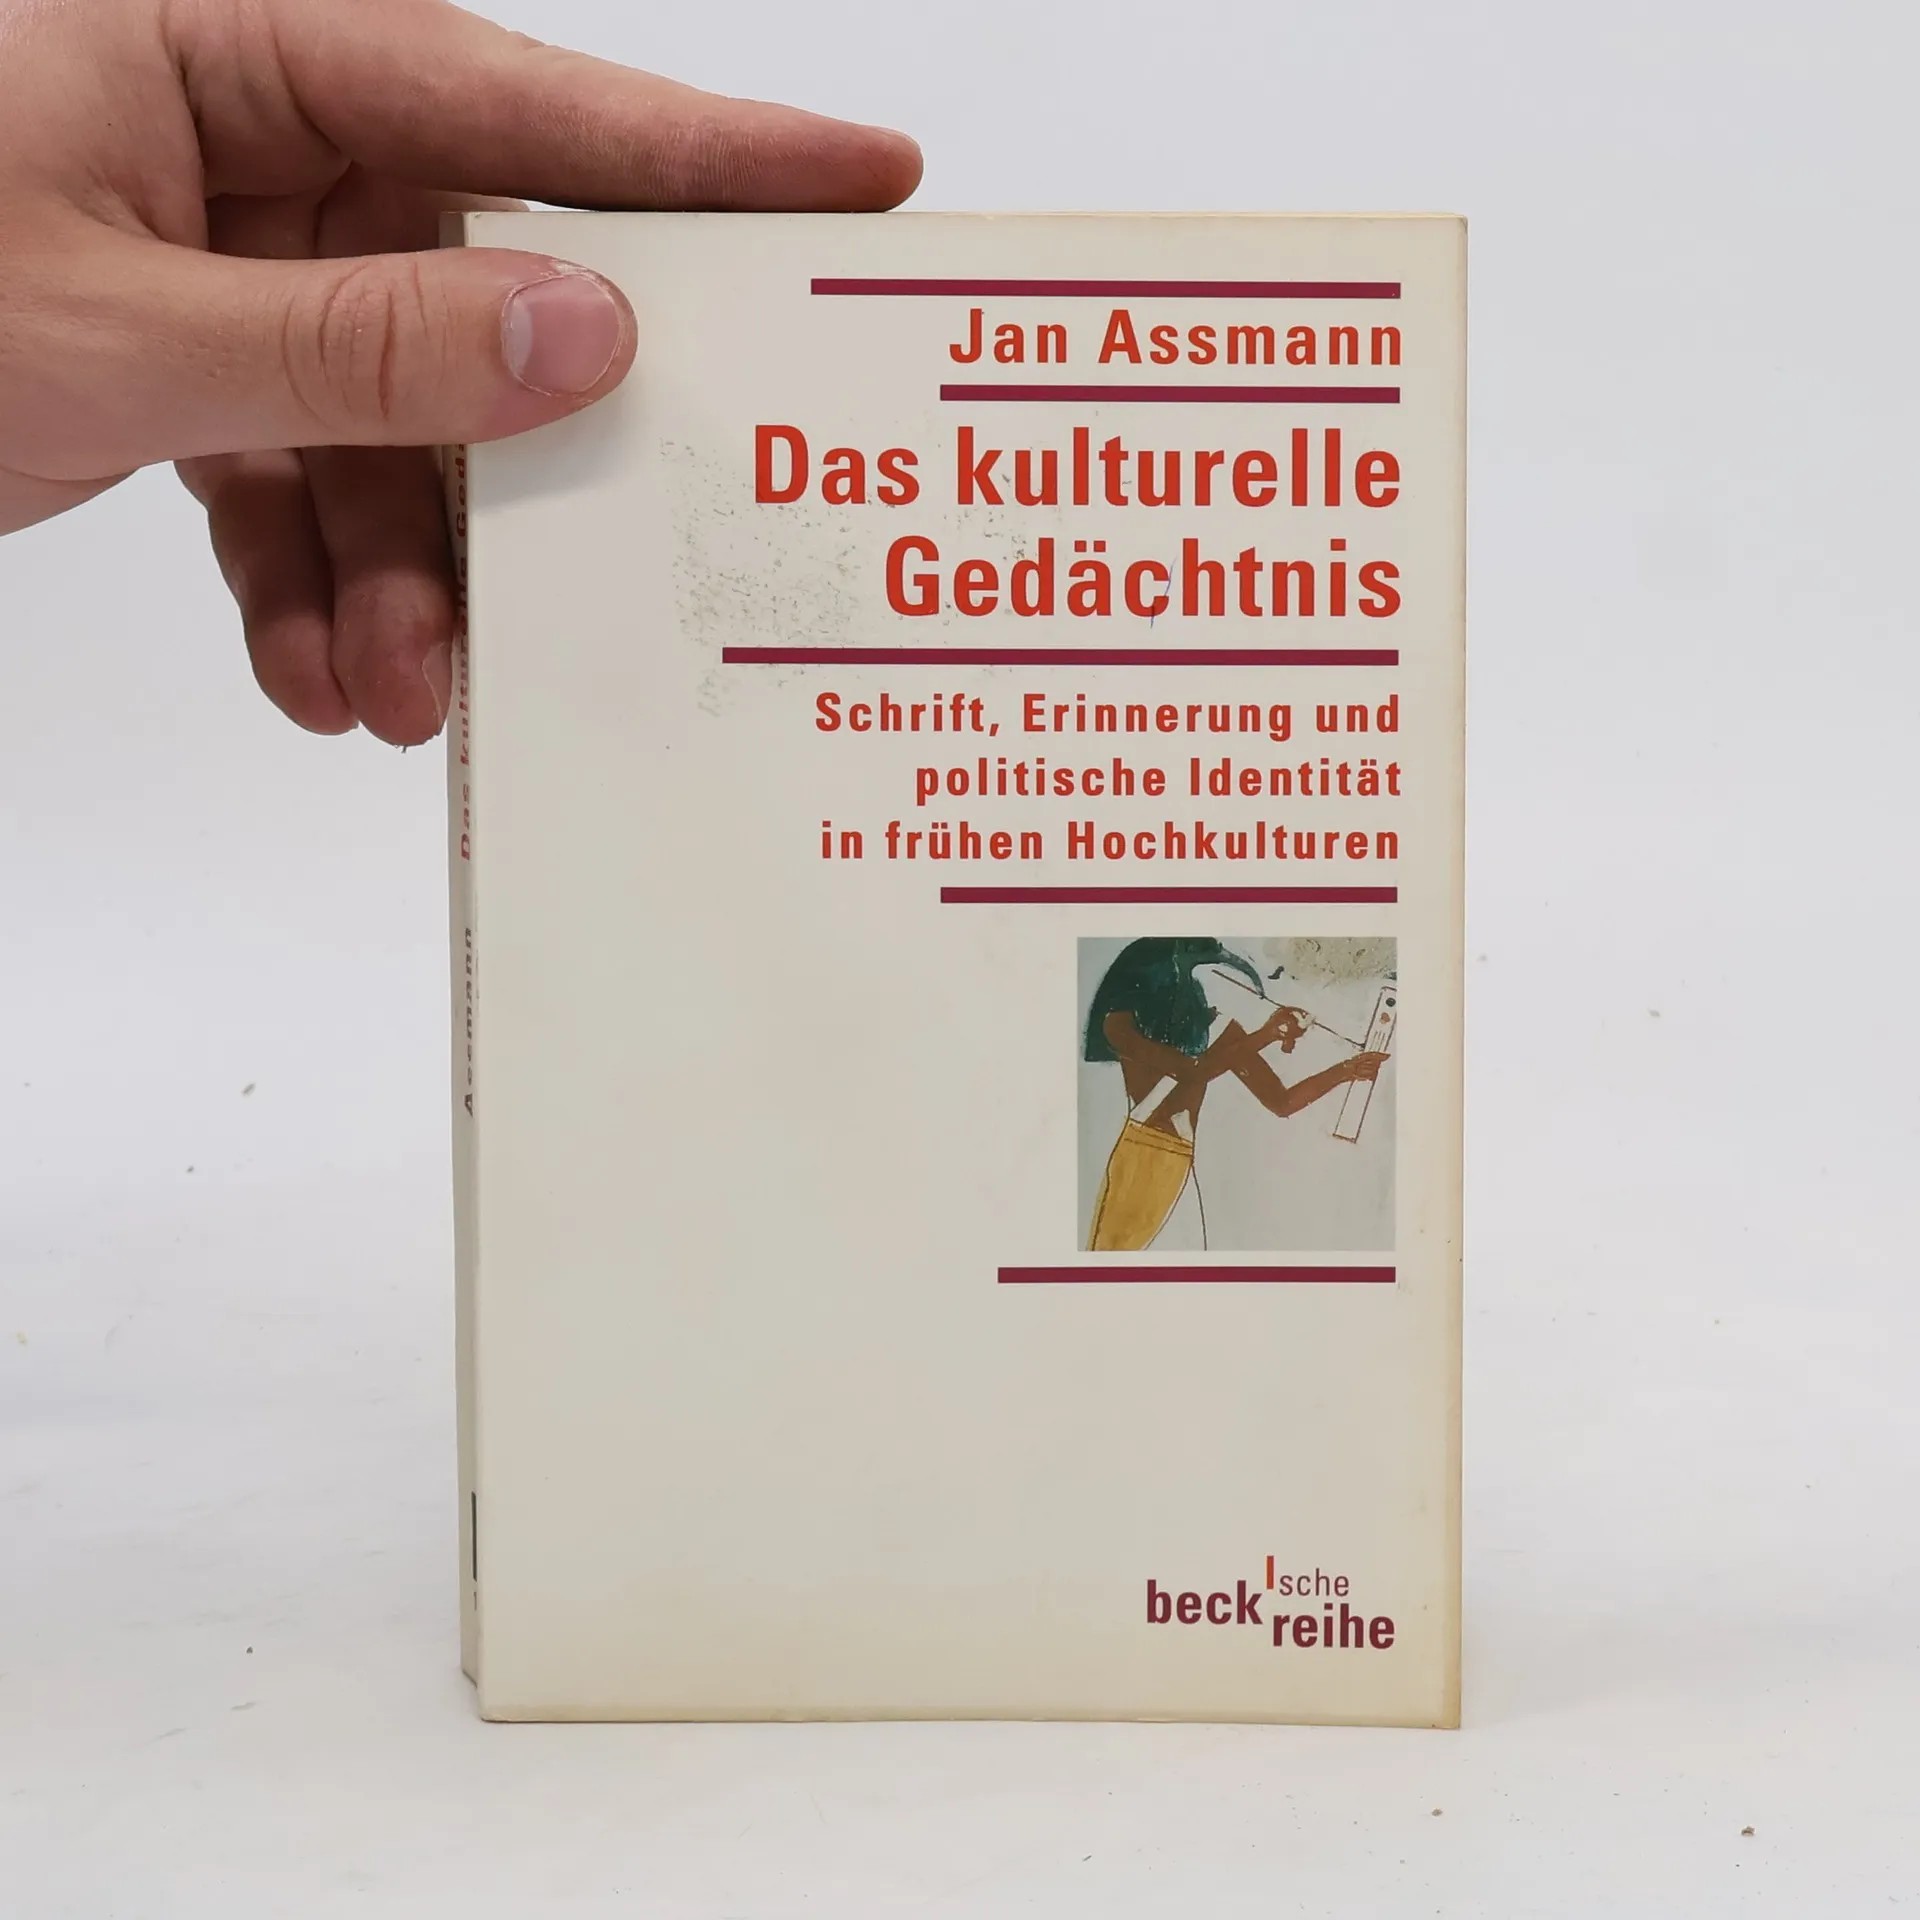 Jan Assmann
Das kulturelle
Gedächtnis
Schrift, Erinnerung und
politische Identität
in frühen Hochkulturen
beck'sche
reihe
Assmann Das kulturelle Ged